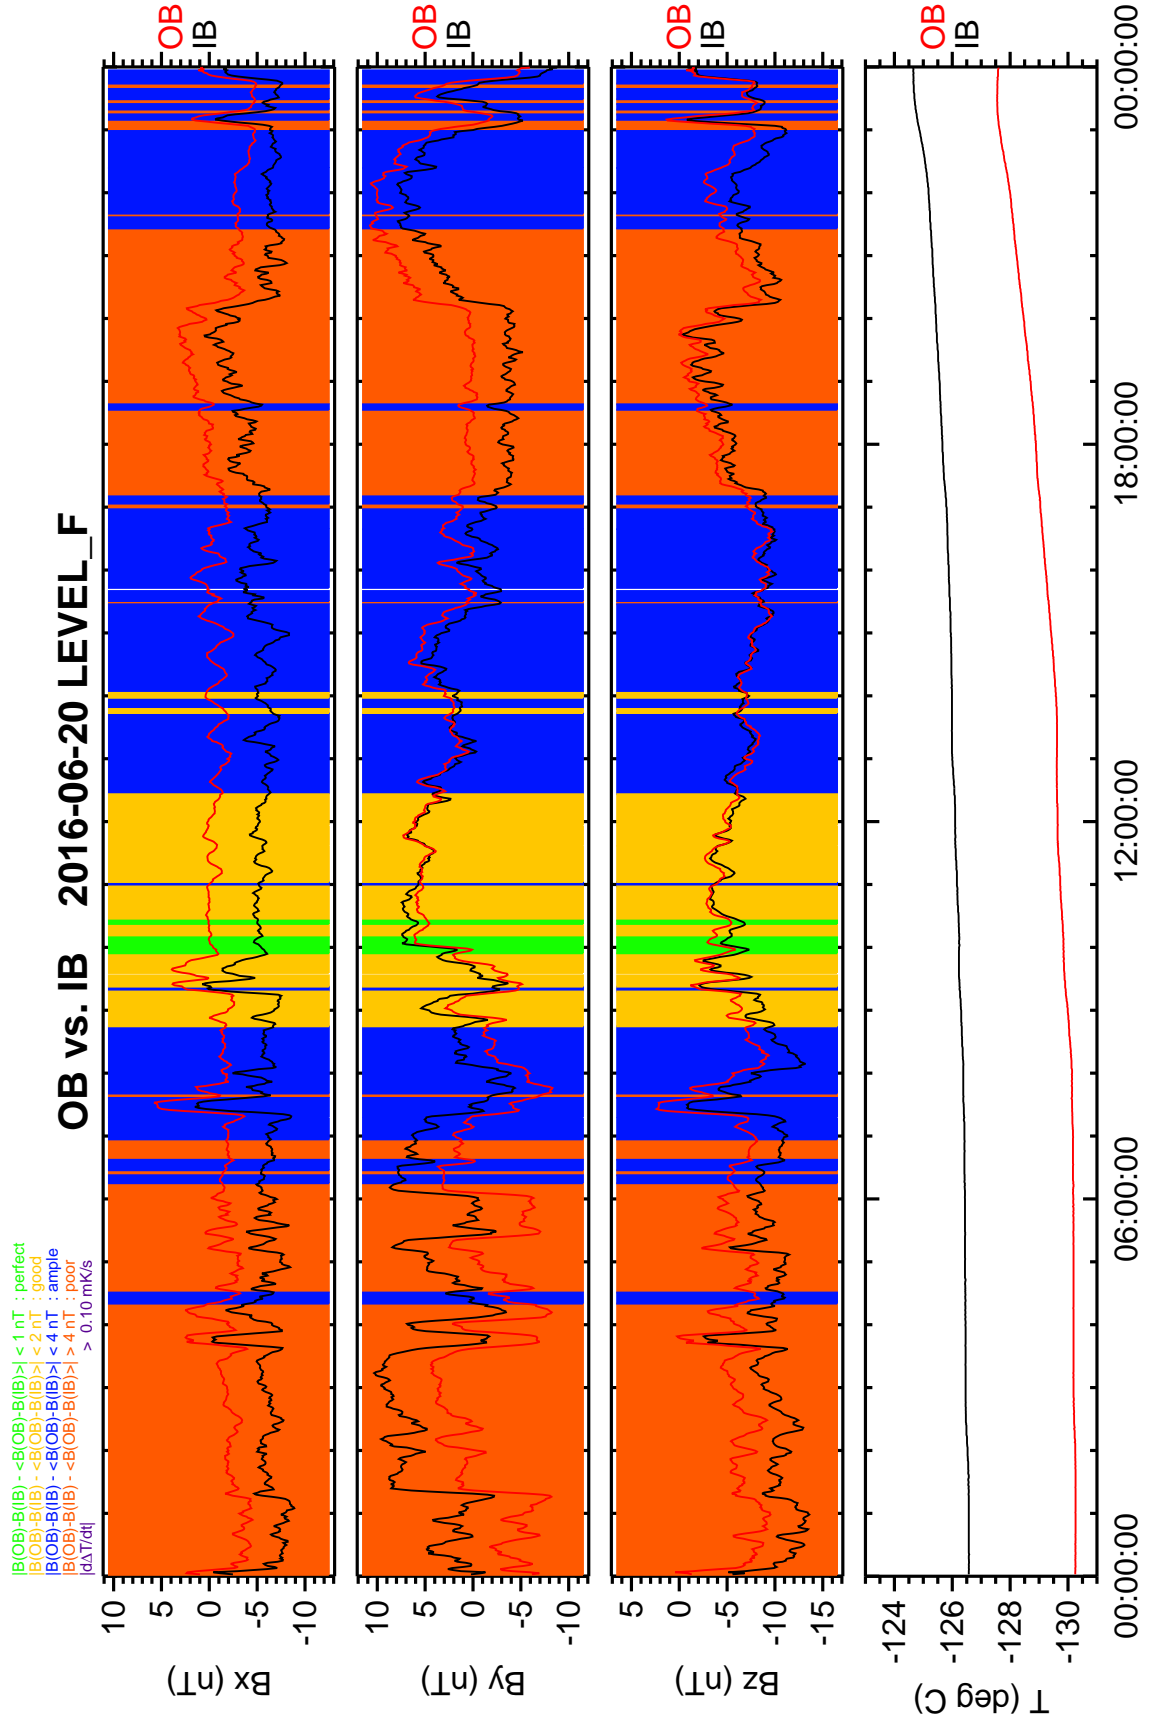 OB vs. IB 2016-06-20 LEVEL_F
|B(OB)-B(IB) - <B(OB)-B(IB)>| < 1 nT : perfect
|B(OB)-B(IB) - <B(OB)-B(IB)>| < 2 nT : good
|B(OB)-B(IB) - <B(OB)-B(IB)>| < 4 nT : ample
|B(OB)-B(IB) - <B(OB)-B(IB)>| > 4 nT : poor
|dΔT/dt| > 0.10 mK/s
Bx (nT)
10
5
0
-5
-10
OB
IB
By (nT)
10
5
0
-5
-10
OB
IB
Bz (nT)
5
0
-5
-10
-15
OB
IB
T (deg C)
-124
-126
-128
-130
OB
IB
00:00:00 06:00:00 12:00:00 18:00:00 00:00:00